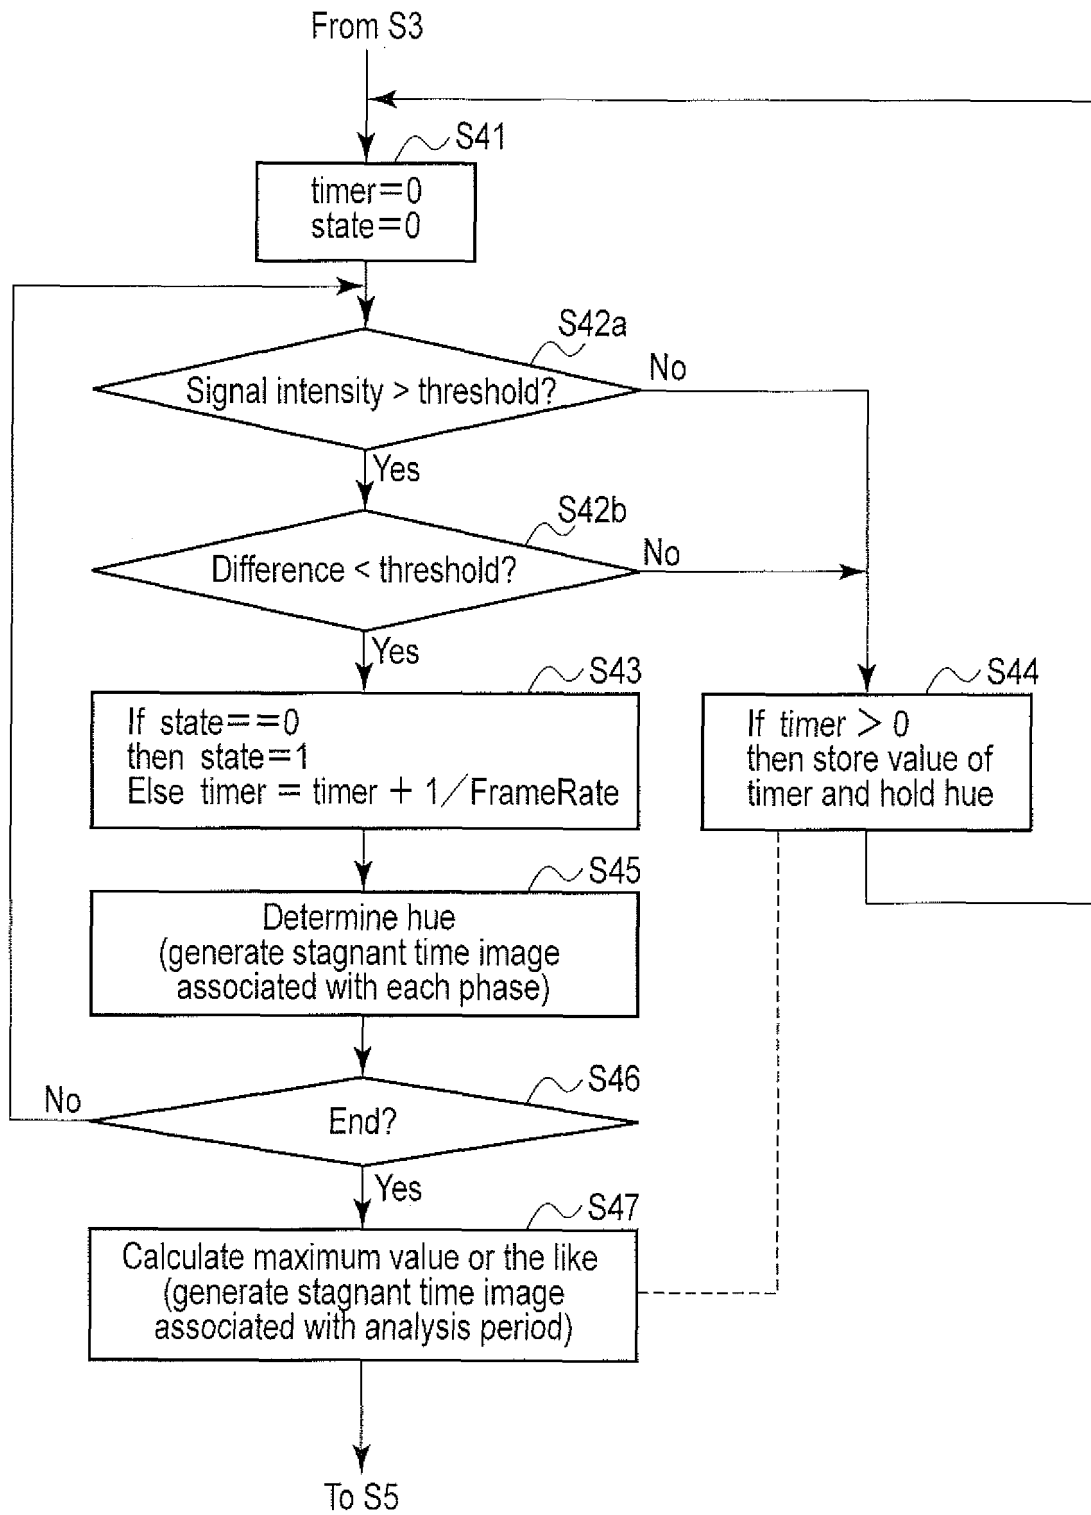 From S3
S41
timer=0
state=0
S42a
Signal intensity > threshold?
No
Yes
S42b
Difference < threshold?
No
Yes
S43
If state==0
then state=1
Else timer = timer + 1/FrameRate
S44
If timer > 0
then store value of
timer and hold hue
S45
Determine hue
(generate stagnant time image
associated with each phase)
S46
End?
No
Yes
S47
Calculate maximum value or the like
(generate stagnant time image
associated with analysis period)
To S5